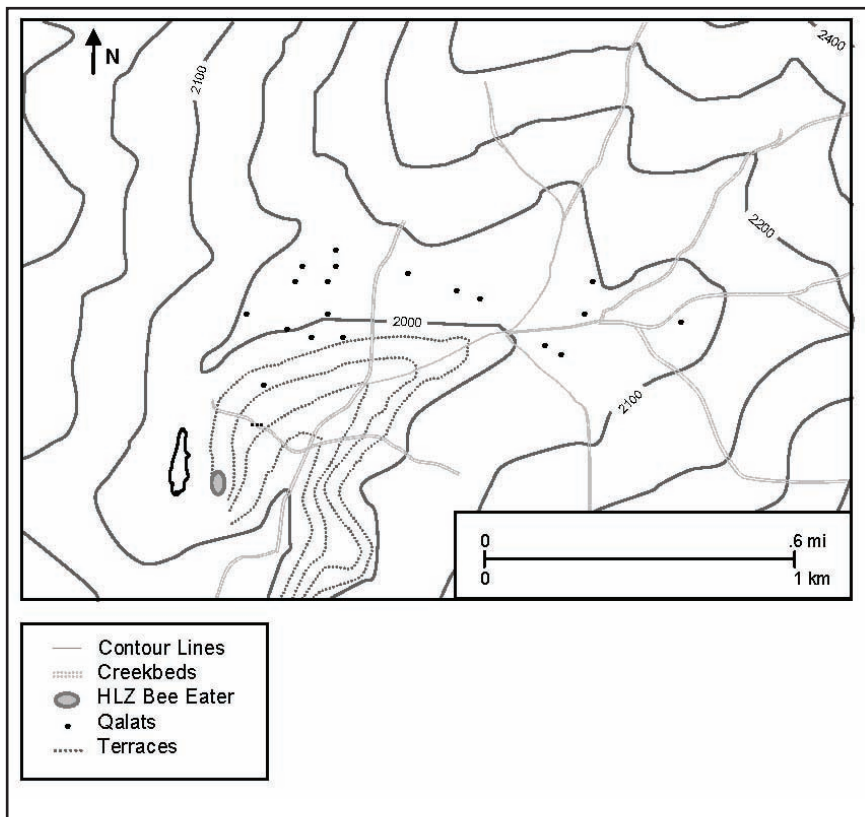 N
2100
2400
2200
2000
2100
0 .6 mi
0 1 km
Contour Lines
Creekbeds
HLZ Bee Eater
Qalats
Terraces